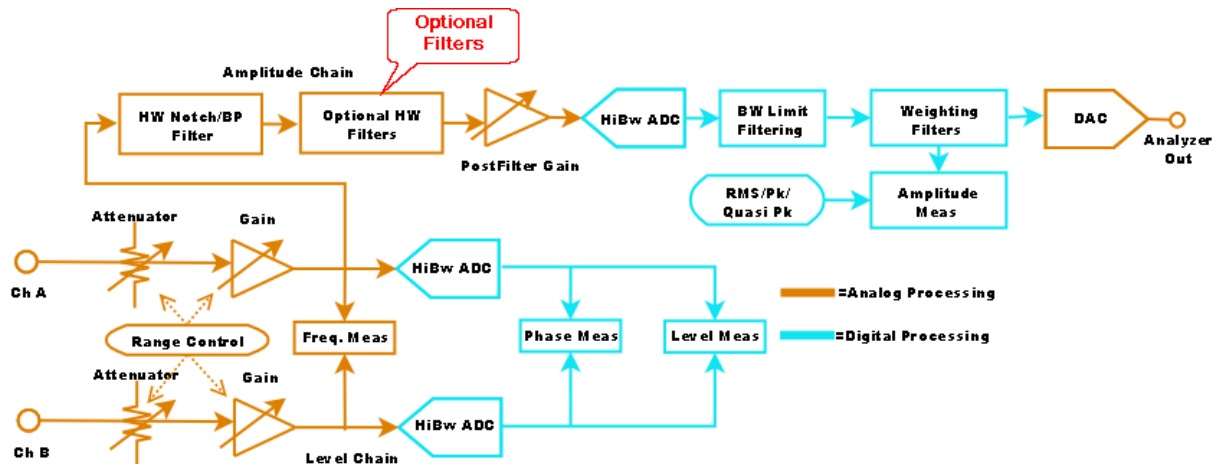 Optional
Filters
Amplitude Chain
HW Notch/BP
Filter
Optional HW
Filters
PostFilter Gain
HiBw ADC
BW Limit
Filtering
Weighting
Filters
DAC
Analyzer
Out
RMS/Pk/
Quasi Pk
Amplitude
Meas
Attenuator
Gain
Ch A
HiBw ADC
=Analog Processing
Range Control
Freq. Meas
Phase Meas
Level Meas
=Digital Processing
Attenuator
Gain
Ch B
HiBw ADC
Level Chain